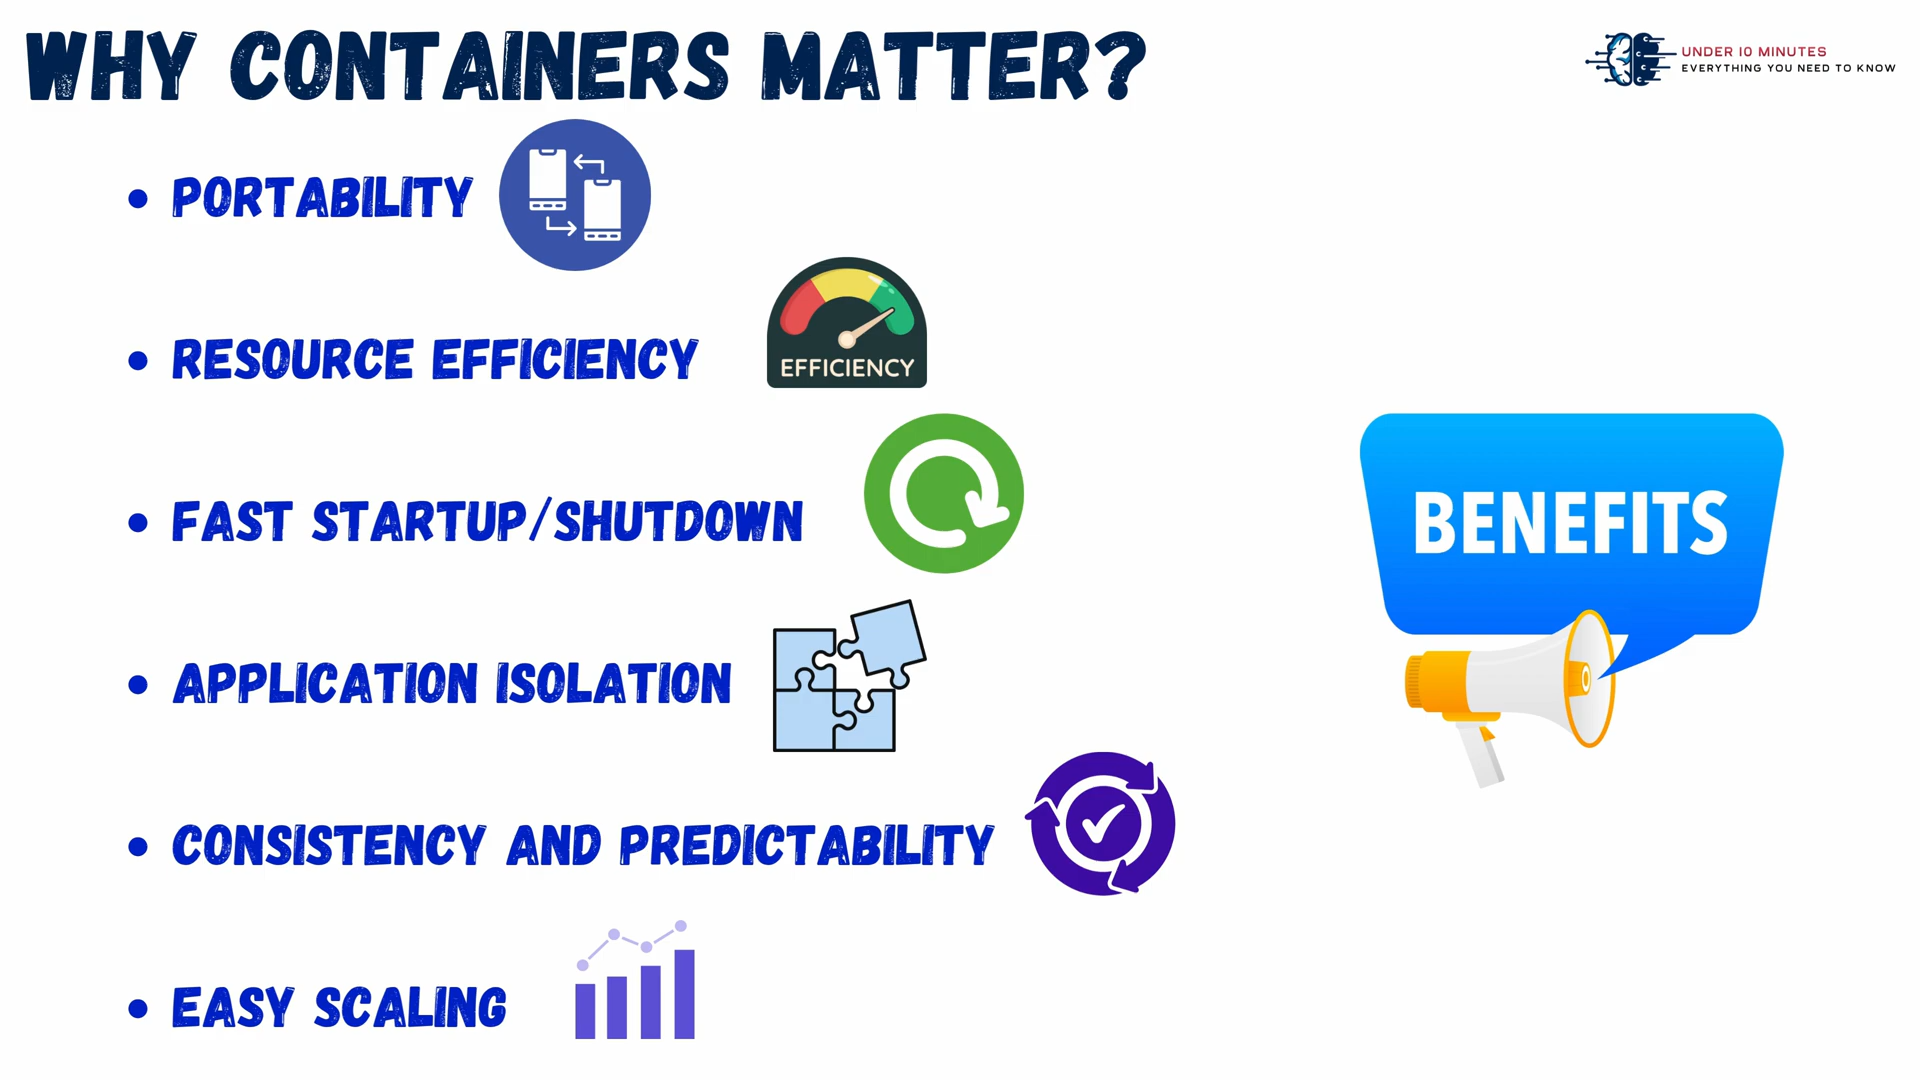 WHY CONTAINERS MATTER?
UNDER 10 MINUTES
EVERYTHING YOU NEED TO KNOW
• PORTABILITY
• RESOURCE EFFICIENCY
EFFICIENCY
• FAST STARTUP/SHUTDOWN
BENEFITS
• APPLICATION ISOLATION
• CONSISTENCY AND PREDICTABILITY
• EASY SCALING